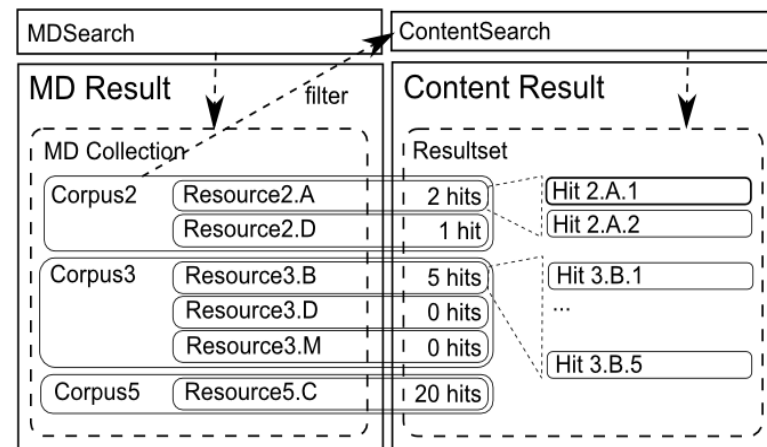 MDSearch
ContentSearch
MD Result
filter
Content Result
MD Collection
Resultset
Corpus2
Resource2.A
2 hits
Hit 2.A.1
Resource2.D
1 hit
Hit 2.A.2
Corpus3
Resource3.B
5 hits
Hit 3.B.1
Resource3.D
0 hits
...
Resource3.M
0 hits
Hit 3.B.5
Corpus5
Resource5.C
20 hits